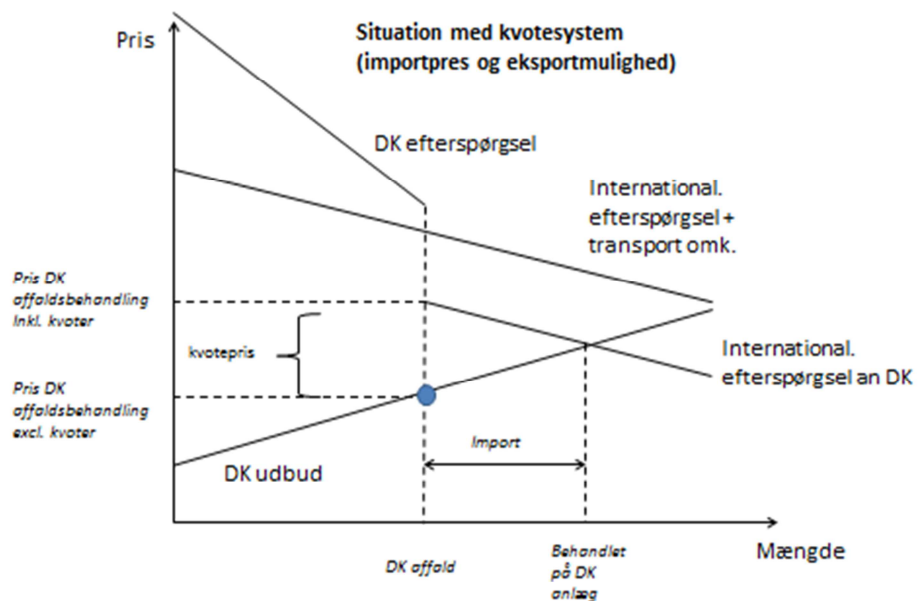 Situation med kvotesystem
(importpres og eksportmulighed)
Pris
DK efterspørgsel
International.
efterspørgsel +
transport omk.
Pris DK
affaldsbehandling
Inkl. kvoter
kvotepris
International.
efterspørgsel an DK
Pris DK
affaldsbehandling
excl. kvoter
Import
DK udbud
Mængde
DK affald
Behandlet
på DK
anlæg